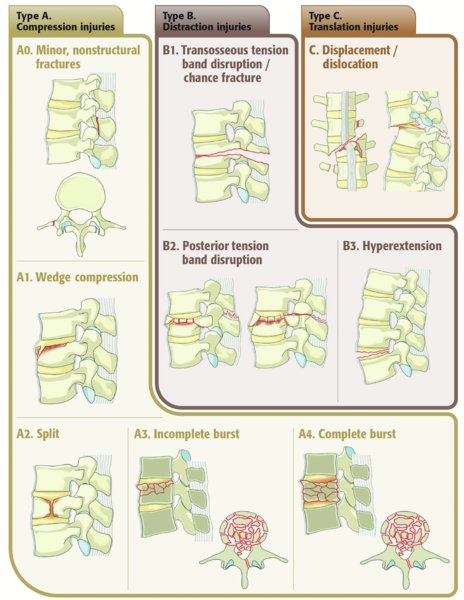 Type A.
Compression injuries
Type B.
Distraction injuries
Type C.
Translation injuries
A0. Minor, nonstructural
fractures
B1. Transosseous tension
band disruption /
chance fracture
C. Displacement /
dislocation
B2. Posterior tension
band disruption
B3. Hyperextension
A1. Wedge compression
A2. Split
A3. Incomplete burst
A4. Complete burst